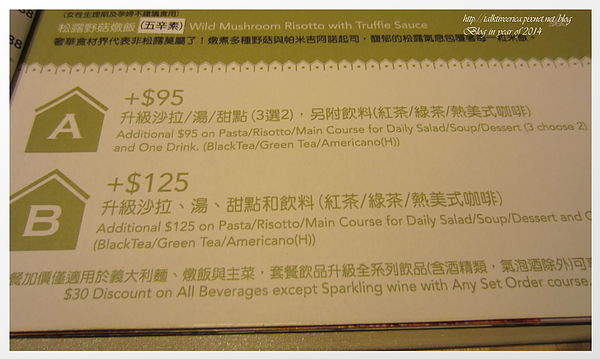 (女性生理期及孕婦不建議食用)
松露野菇燉飯 (五辛素) Wild Mushroom Risotto with Truffle Sauce
奢華食材界代表非松露莫屬了！燉煮多種野菇與帕米吉阿諾起司，馥郁的松露氣息包覆著每一粒米飯
http://talktoerica.pixnet.net/blog
Blog in year of 2014
A
+$95
升級沙拉/湯/甜點 (3選2)，另附飲料(紅茶/綠茶/熱美式咖啡)
Additional $95 on Pasta/Risotto/Main Course for Daily Salad/Soup/Dessert (3 choose 2)
and One Drink. (BlackTea/Green Tea/Americano(H))
B
+$125
升級沙拉、湯、甜點和飲料 (紅茶/綠茶/熱美式咖啡)
Additional $125 on Pasta/Risotto/Main Course for Daily Salad/Soup/Dessert and
(BlackTea/Green Tea/Americano(H))
餐加價僅適用於義大利麵、燉飯與主菜，套餐飲品升級全系列飲品(含酒精類，氣泡酒除外)可
$30 Discount on All Beverages except Sparkling wine with Any Set Order course.